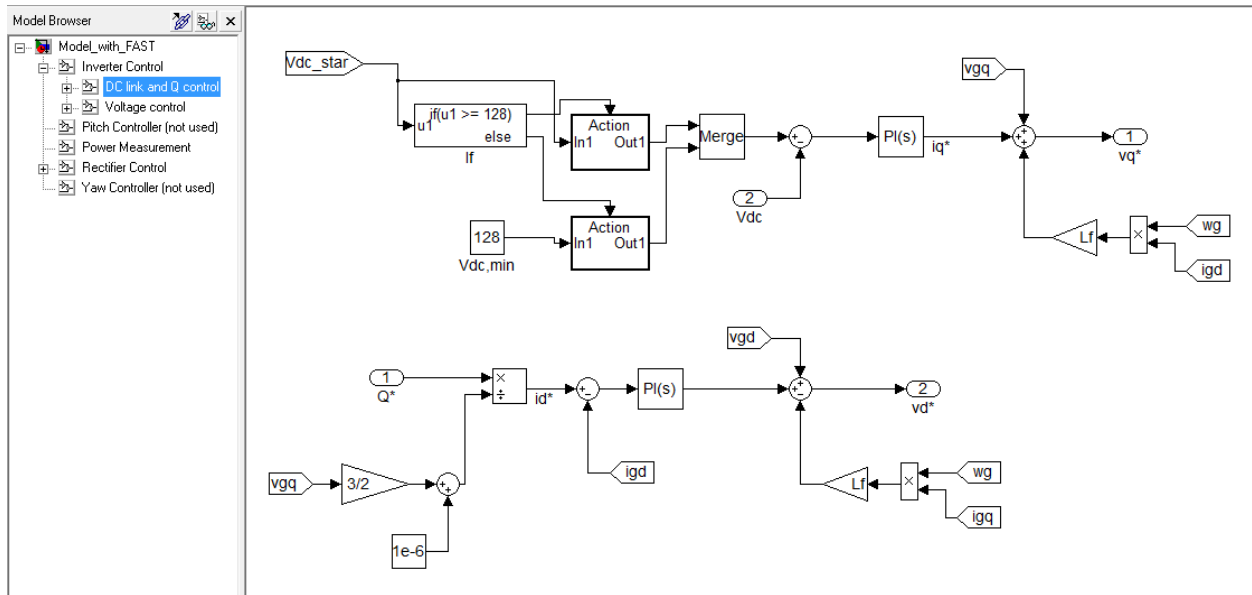 Model Browser
Model_with_FAST
Inverter Control
DC link and Q control
Voltage control
Pitch Controller (not used)
Power Measurement
Rectifier Control
Yaw Controller (not used)
Vdc_star
u1
if(u1 >= 128)
else
If
Action
In1 Out1
Merge
128
Vdc,min
Action
In1 Out1
2
Vdc
PI(s)
iq*
vgq
1
vq*
Lf
×
wg
igd
1
Q*
×
÷
id*
PI(s)
igd
vgd
2
vd*
vgq
3/2
1e-6
Lf
×
wg
igq